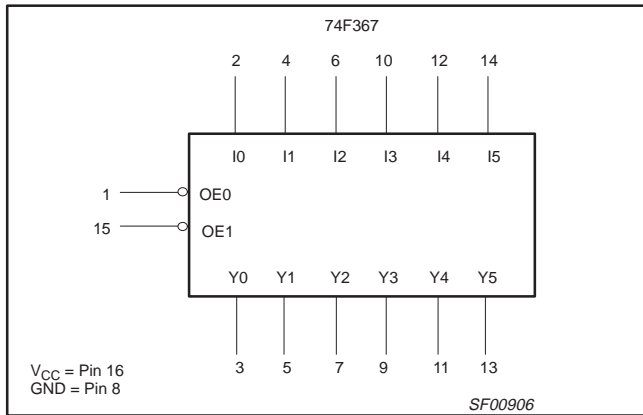 74F367
2 4 6 10 12 14
I0 I1 I2 I3 I4 I5
1 OE0
15 OE1
Y0 Y1 Y2 Y3 Y4 Y5
3 5 7 9 11 13
VCC = Pin 16
GND = Pin 8
SF00906